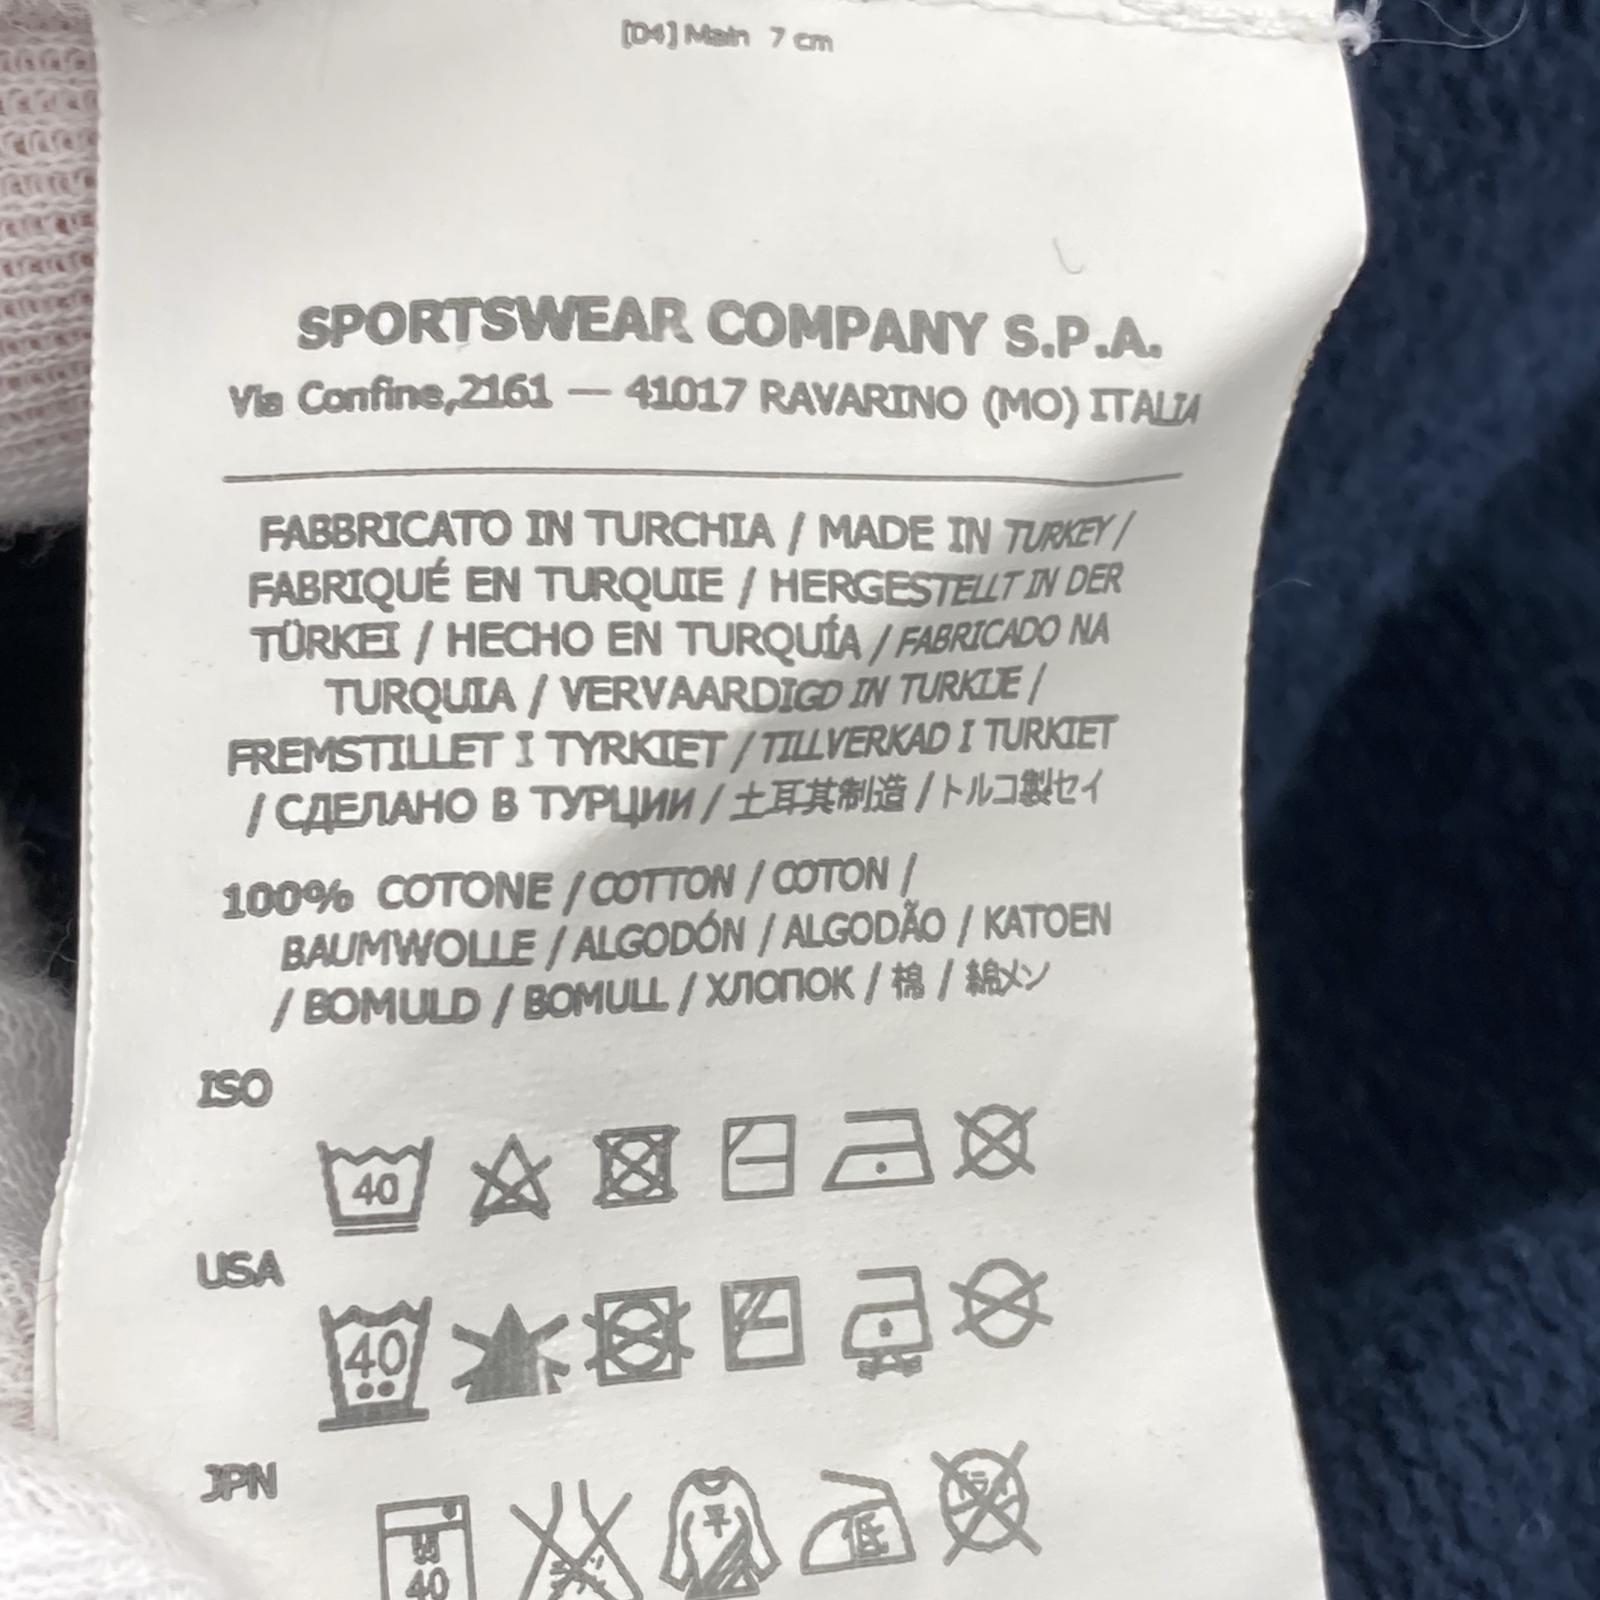 [D4] Main 7 cm
SPORTSWEAR COMPANY S.P.A.
Via Confine,2161 — 41017 RAVARINO (MO) ITALIA
FABBRICATO IN TURCHIA / MADE IN TURKEY /
FABRIQUÉ EN TURQUIE / HERGESTELLT IN DER
TÜRKEI / HECHO EN TURQUÍA / FABRICADO NA
TURQUIA / VERVAARDIGD IN TURKIJE /
FREMSTILLET I TYRKIET / TILLVERKAD I TURKIET
/ СДЕЛАНО В ТУРЦИИ / 土耳其制造 / トルコ製セイ
100% COTONE / COTTON / COTON /
BAUMWOLLE / ALGODÓN / ALGODÃO / KATOEN
/ BOMULD / BOMULL / ХЛОПОК / 棉 / 綿メン
ISO
40
USA
40
JPN
平
低
弱
40